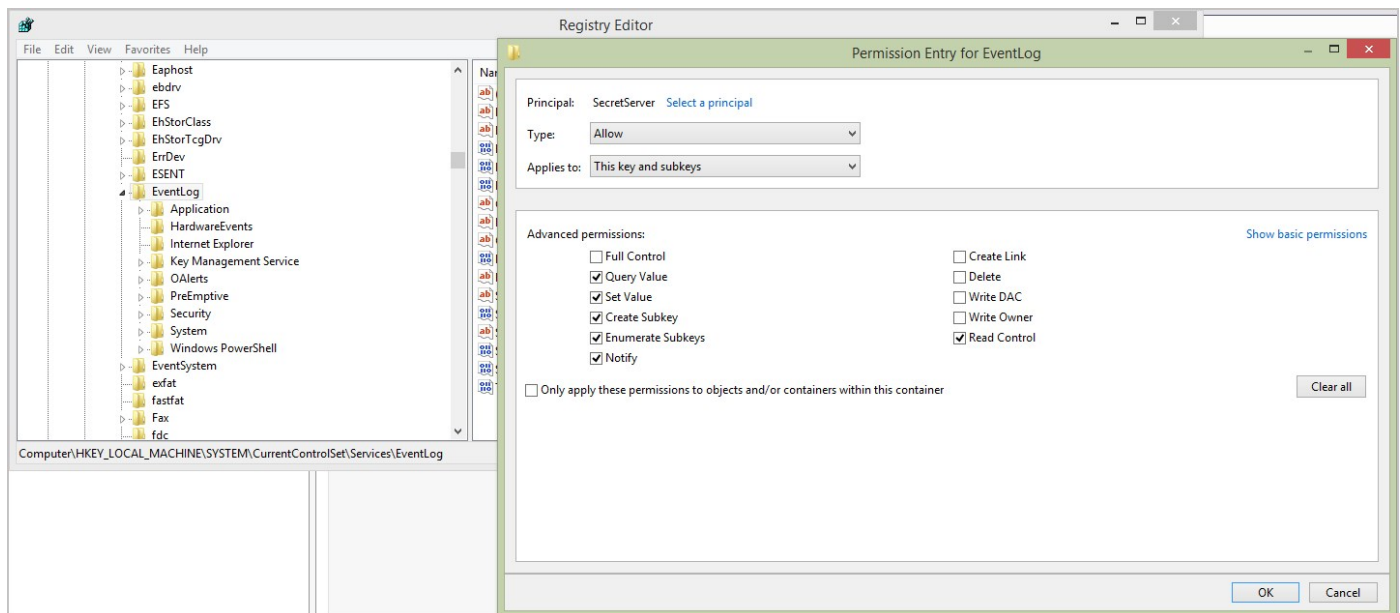 Registry Editor
File Edit View Favorites Help
Eaphost
ebdrv
EFS
EhStorClass
EhStorTcgDrv
ErrDev
ESENT
EventLog
Application
HardwareEvents
Internet Explorer
Key Management Service
OAlerts
PreEmptive
Security
System
Windows PowerShell
EventSystem
exfat
fastfat
Fax
fdc
Computer\HKEY_LOCAL_MACHINE\SYSTEM\CurrentControlSet\Services\EventLog
Permission Entry for EventLog
Principal: SecretServer Select a principal
Type: Allow
Applies to: This key and subkeys
Advanced permissions: Show basic permissions
Full Control Create Link
Query Value Delete
Set Value Write DAC
Create Subkey Write Owner
Enumerate Subkeys Read Control
Notify
Only apply these permissions to objects and/or containers within this container Clear all
OK Cancel